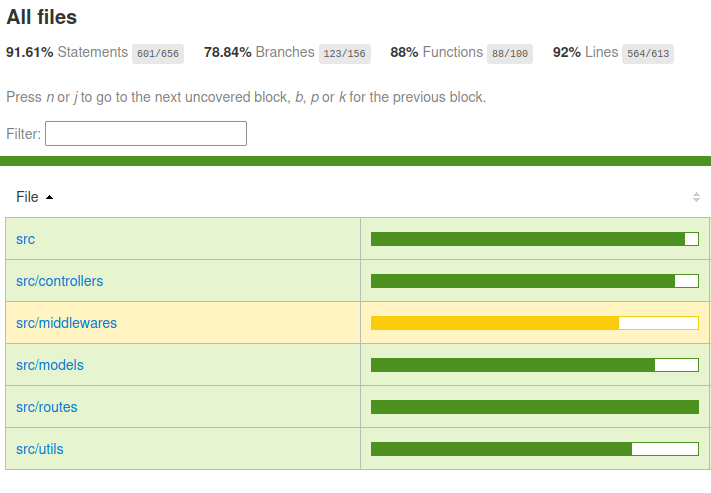 All files
91.61% Statements 601/656 78.84% Branches 123/156 88% Functions 88/100 92% Lines 564/613
Press n or j to go to the next uncovered block, b, p or k for the previous block.
Filter:
File
src
src/controllers
src/middlewares
src/models
src/routes
src/utils